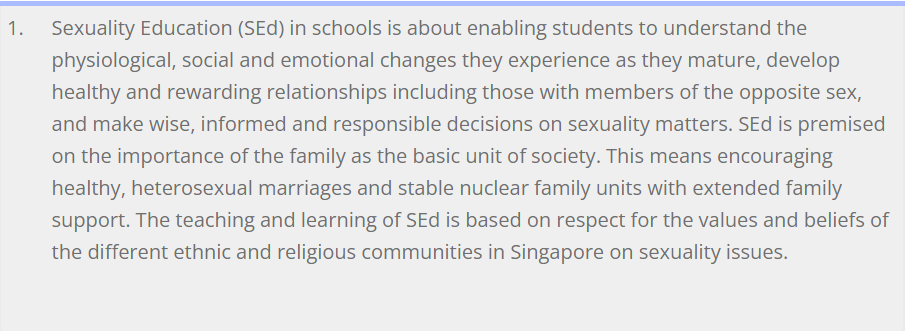 1. Sexuality Education (SEd) in schools is about enabling students to understand the
physiological, social and emotional changes they experience as they mature, develop
healthy and rewarding relationships including those with members of the opposite sex,
and make wise, informed and responsible decisions on sexuality matters. SEd is premised
on the importance of the family as the basic unit of society. This means encouraging
healthy, heterosexual marriages and stable nuclear family units with extended family
support. The teaching and learning of SEd is based on respect for the values and beliefs of
the different ethnic and religious communities in Singapore on sexuality issues.